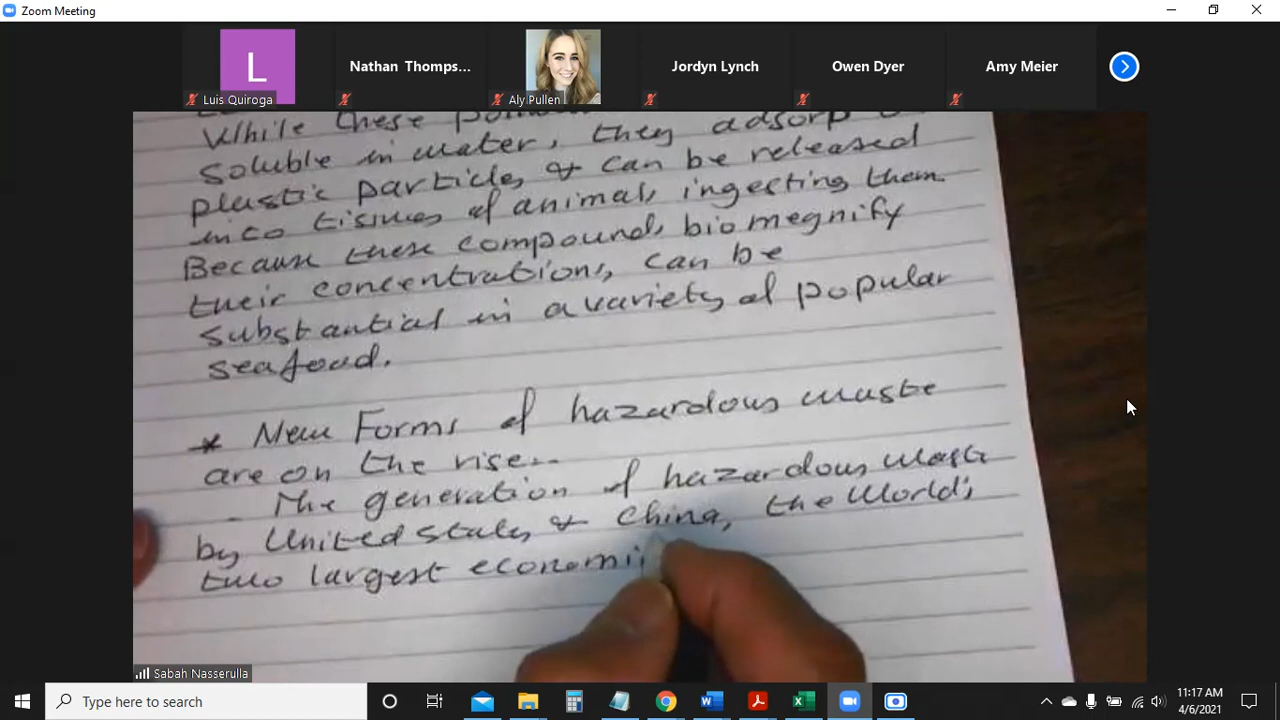 Zoom Meeting
L
Luis Quiroga
Nathan Thomps...
Aly Pullen
Jordyn Lynch
Owen Dyer
Amy Meier
While these
soluble in water, they adsorp
plastic particles & can be released
into tissues of animals ingesting them.
Because these compounds biomegnify
their concentrations, can be
substantial in a variety of popular
seafood.
* New Forms of hazardous waste
are on the rise..
- The generation of hazardous waste
by United States & China, the World's
two largest economi
Sabah Nasserulla
Type here to search
11:17 AM
4/6/2021